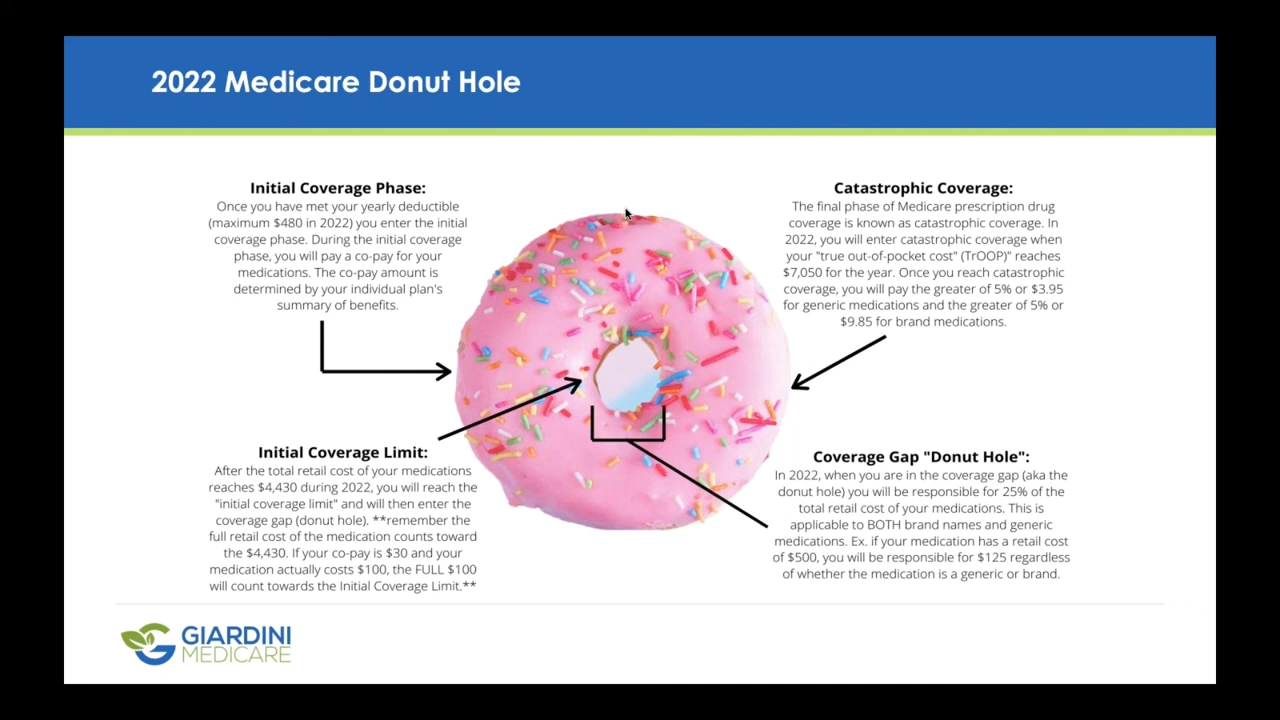 2022 Medicare Donut Hole
Initial Coverage Phase:
Once you have met your yearly deductible
(maximum $480 in 2022) you enter the initial
coverage phase. During the initial coverage
phase, you will pay a co-pay for your
medications. The co-pay amount is
determined by your individual plan's
summary of benefits.
Catastrophic Coverage:
The final phase of Medicare prescription drug
coverage is known as catastrophic coverage. In
2022, you will enter catastrophic coverage when
your "true out-of-pocket cost" (TrOOP)" reaches
$7,050 for the year. Once you reach catastrophic
coverage, you will pay the greater of 5% or $3.95
for generic medications and the greater of 5% or
$9.85 for brand medications.
Initial Coverage Limit:
After the total retail cost of your medications
reaches $4,430 during 2022, you will reach the
"initial coverage limit" and will then enter the
coverage gap (donut hole). **remember the
full retail cost of the medication counts toward
the $4,430. If your co-pay is $30 and your
medication actually costs $100, the FULL $100
will count towards the Initial Coverage Limit.**
Coverage Gap "Donut Hole":
In 2022, when you are in the coverage gap (aka the
donut hole) you will be responsible for 25% of the
total retail cost of your medications. This is
applicable to BOTH brand names and generic
medications. Ex. if your medication has a retail cost
of $500, you will be responsible for $125 regardless
of whether the medication is a generic or brand.
GIARDINI
MEDICARE